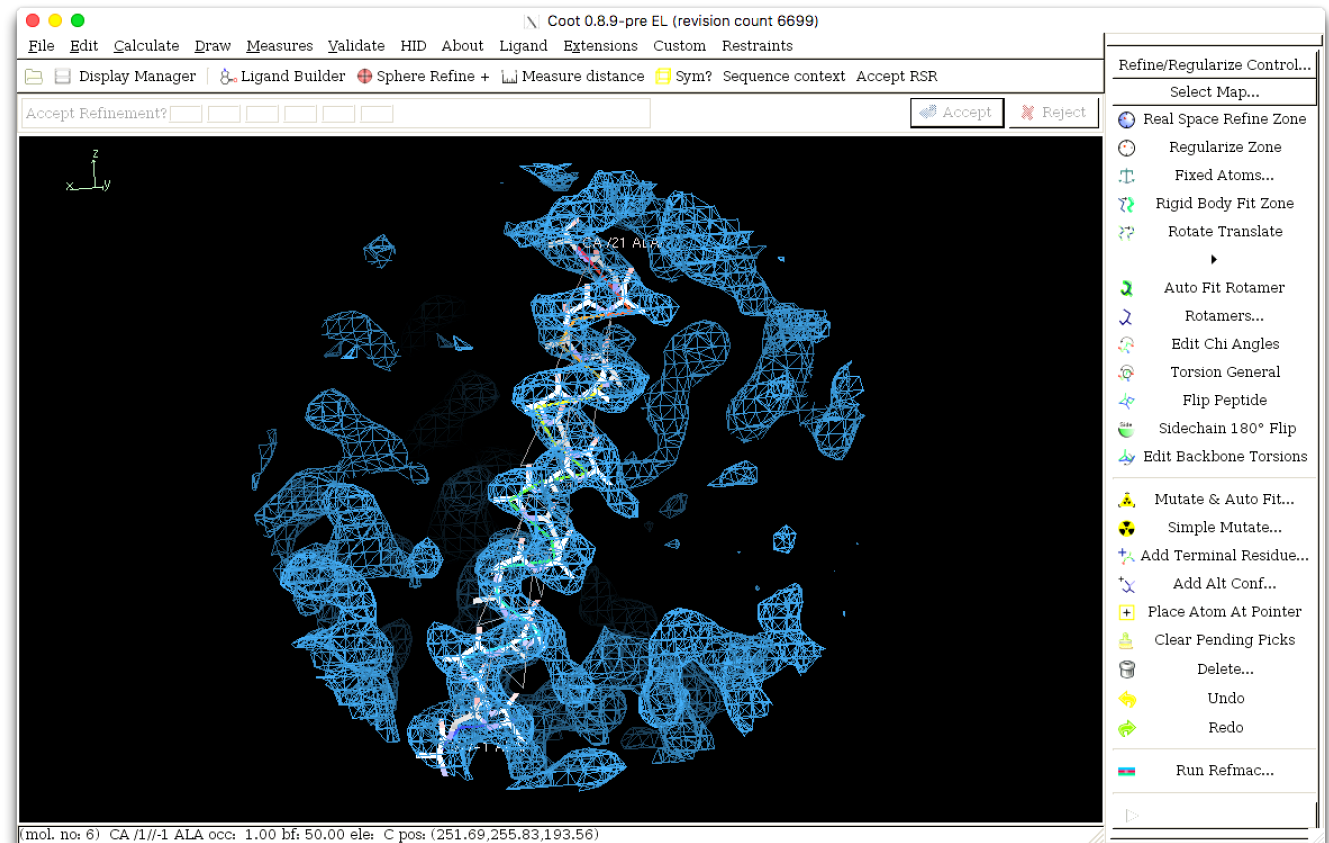 Coot 0.8.9-pre EL (revision count 6699)
File Edit Calculate Draw Measures Validate HID About Ligand Extensions Custom Restraints
Display Manager Ligand Builder Sphere Refine + Measure distance Sym? Sequence context Accept RSR
Accept Refinement? Accept Reject
z
x y
CA /21 ALA
Refine/Regularize Control...
Select Map...
Real Space Refine Zone
Regularize Zone
Fixed Atoms...
Rigid Body Fit Zone
Rotate Translate
Auto Fit Rotamer
Rotamers...
Edit Chi Angles
Torsion General
Flip Peptide
Side
Sidechain 180° Flip
Edit Backbone Torsions
Mutate & Auto Fit...
Simple Mutate...
Add Terminal Residue...
Add Alt Conf...
Place Atom At Pointer
Clear Pending Picks
Delete...
Undo
Redo
Run Refmac...
(mol. no: 6) CA /1//-1 ALA occ: 1.00 bf: 50.00 ele: C pos: (251.69,255.83,193.56)